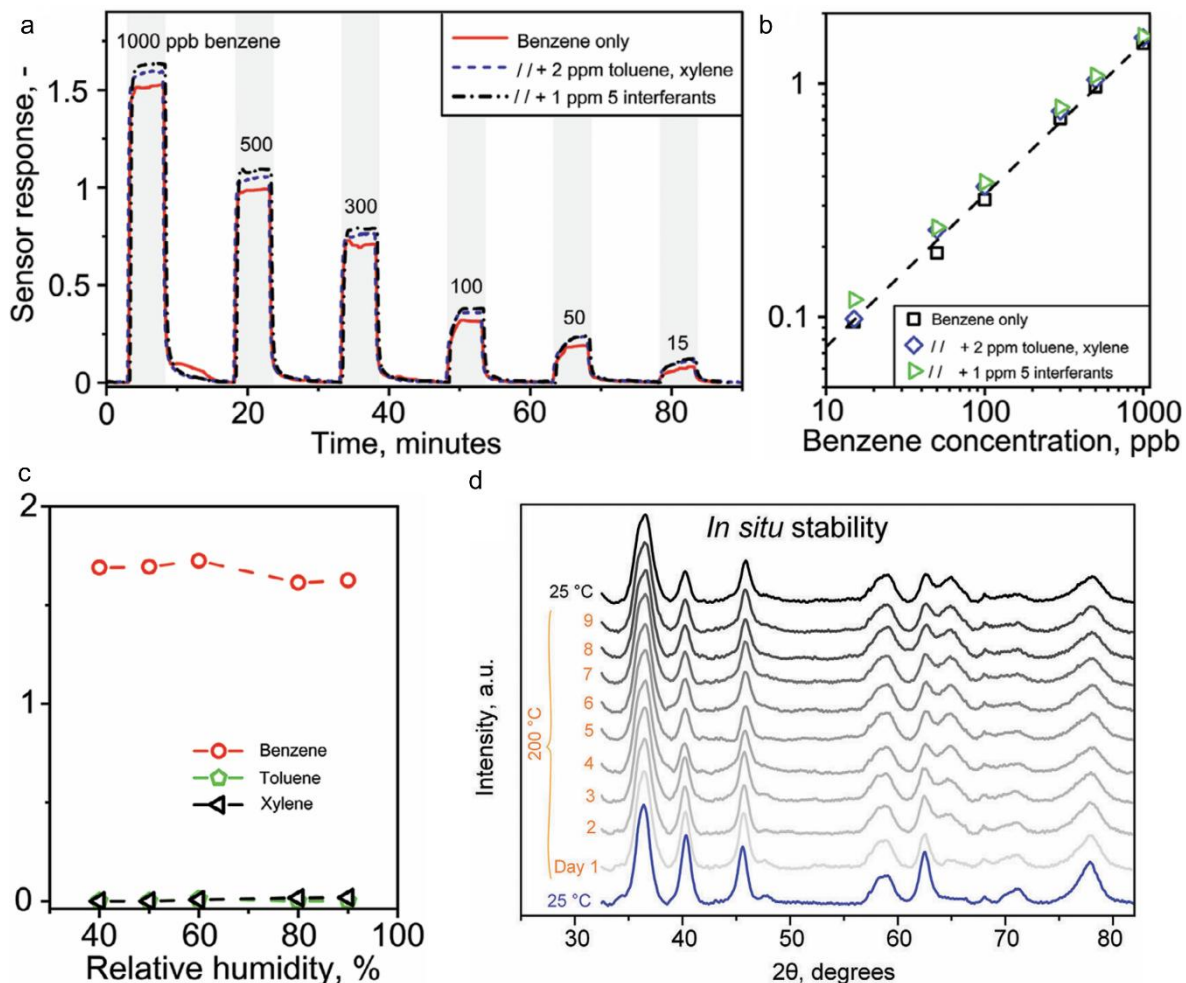 a
1000 ppb benzene
Benzene only
// + 2 ppm toluene, xylene
// + 1 ppm 5 interferants
500
300
100
50
15
1.5
1
0.5
0
Sensor response, -
0 20 40 60 80
Time, minutes
b
1
0.1
Benzene only
// + 2 ppm toluene, xylene
// + 1 ppm 5 interferants
10 100 1000
Benzene concentration, ppb
c
2
1
0
Benzene
Toluene
Xylene
40 60 80 100
Relative humidity, %
d
In situ stability
Intensity, a.u.
25 °C
200 °C
9
8
7
6
5
4
3
2
Day 1
25 °C
30 40 50 60 70 80
2θ, degrees